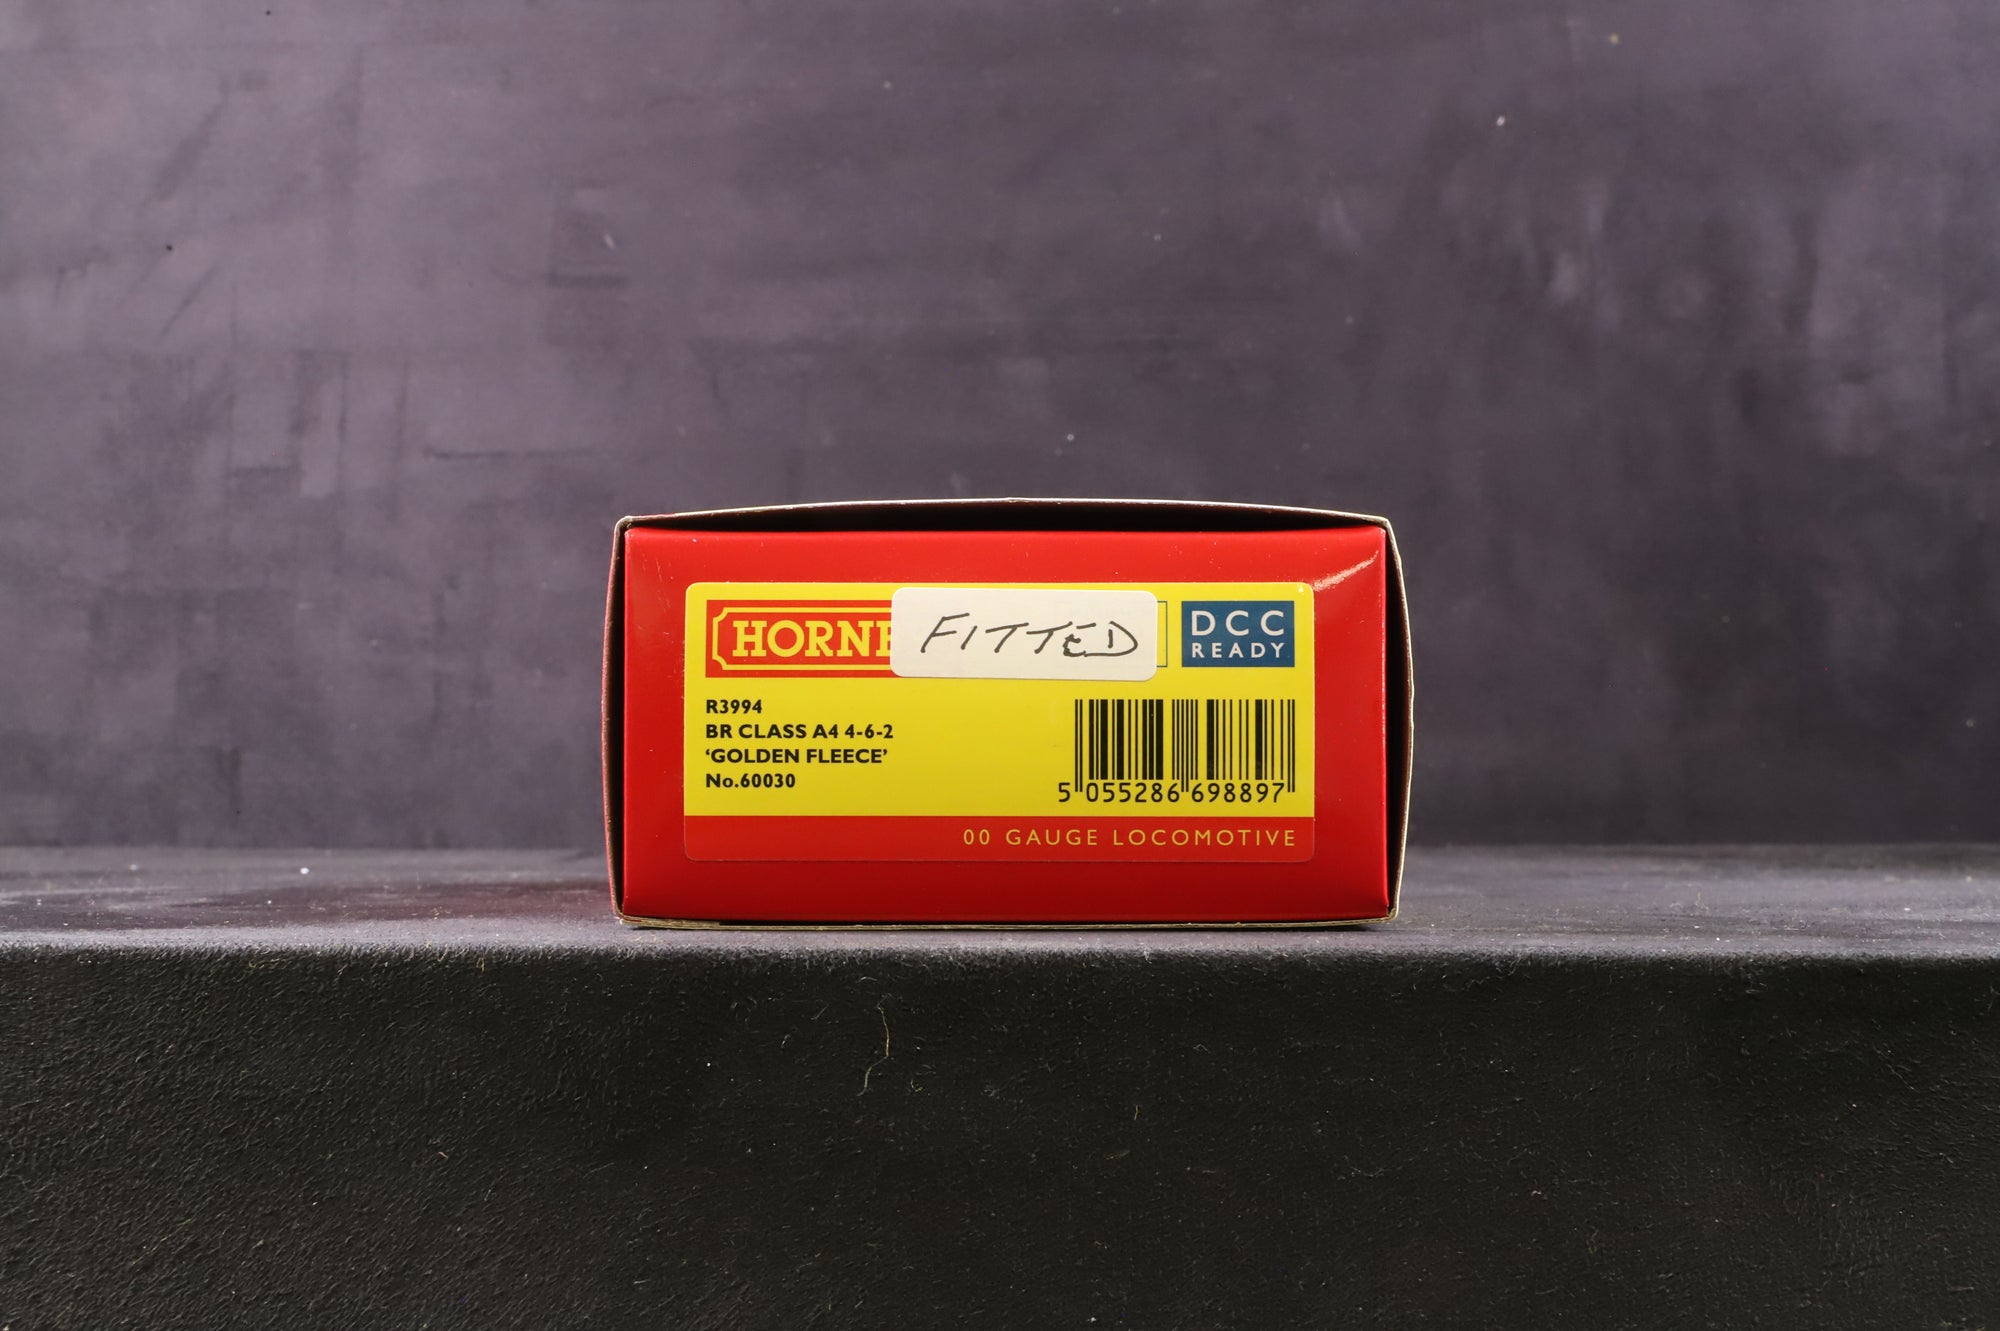 HORNE
FITTED
DCC
READY
R3994
BR CLASS A4 4-6-2
‘GOLDEN FLEECE’
No.60030
5 055286 698897
00 GAUGE LOCOMOTIVE